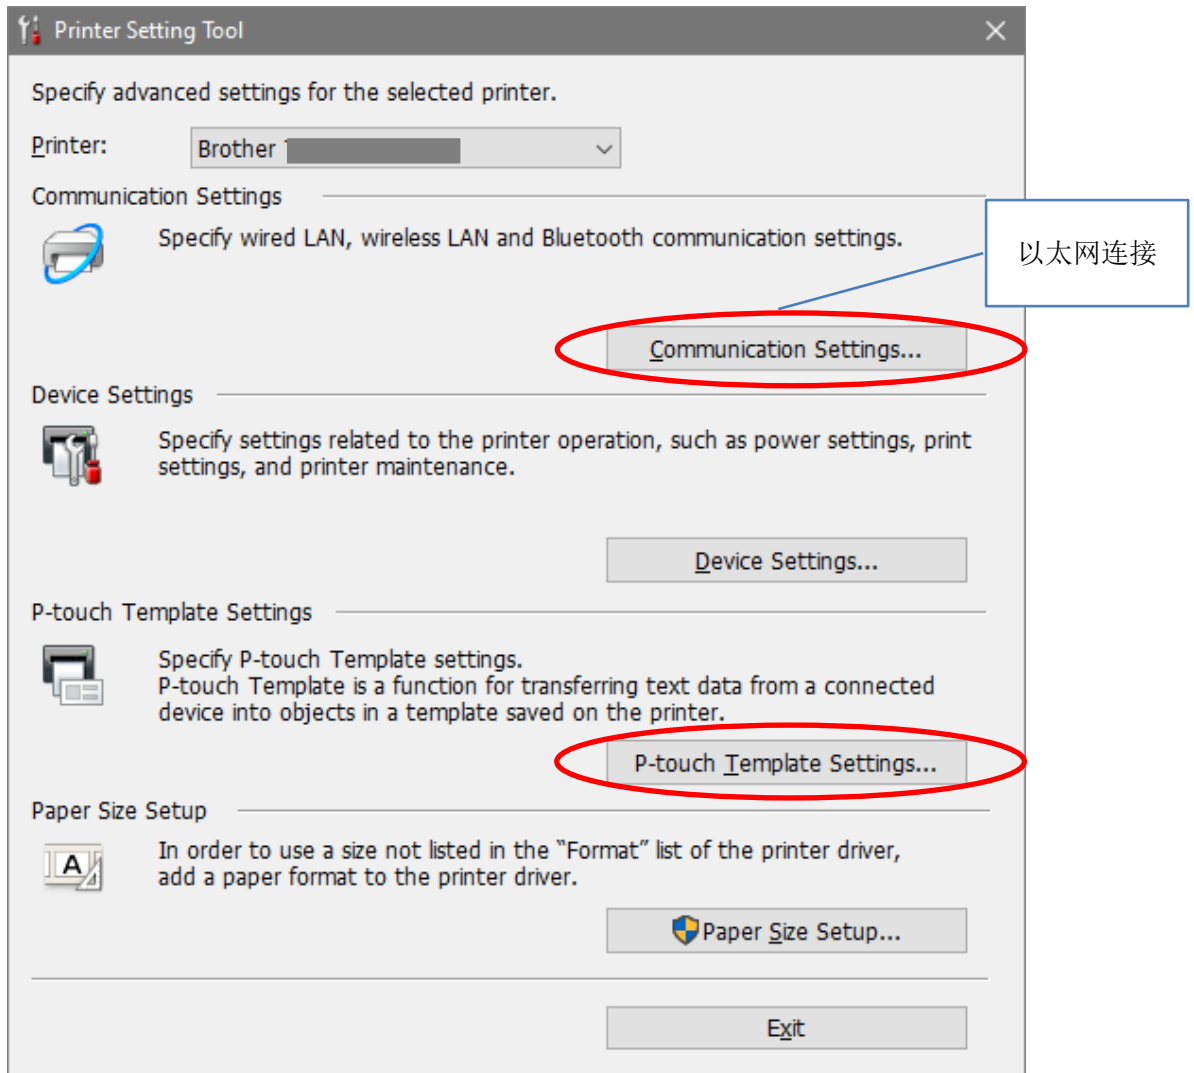 Printer Setting Tool
Specify advanced settings for the selected printer.
Printer:
Brother
Communication Settings
Specify wired LAN, wireless LAN and Bluetooth communication settings.
以太网连接
Communication Settings...
Device Settings
Specify settings related to the printer operation, such as power settings, print
settings, and printer maintenance.
Device Settings...
P-touch Template Settings
Specify P-touch Template settings.
P-touch Template is a function for transferring text data from a connected
device into objects in a template saved on the printer.
P-touch Template Settings...
Paper Size Setup
A
In order to use a size not listed in the “Format” list of the printer driver,
add a paper format to the printer driver.
Paper Size Setup...
Exit